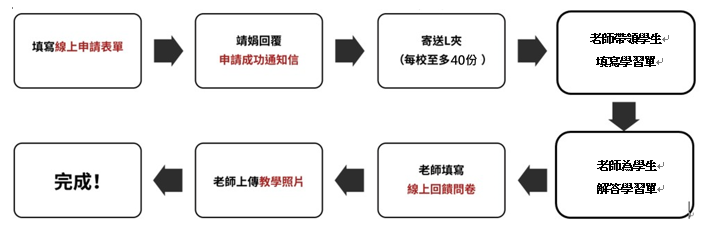 填寫線上申請表單
靖娟回覆
申請成功通知信
寄送L夾
（每校至多40份 ）
老師帶領學生
填寫學習單
老師為學生
解答學習單
老師填寫
線上回饋問卷
老師上傳教學照片
完成！